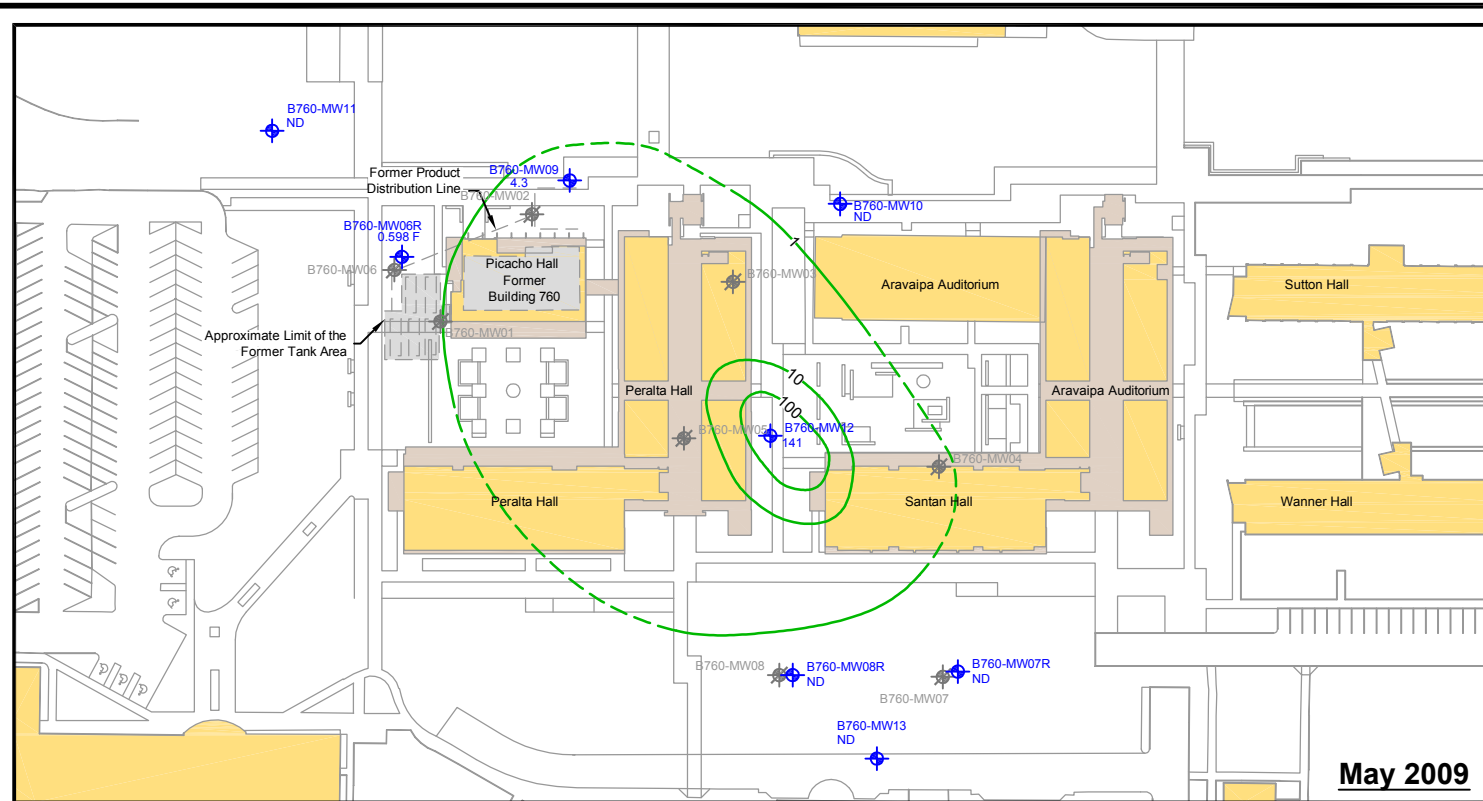 B760-MW11
ND
Former Product
Distribution Line
B760-MW09
4.3
B760-MW02
B760-MW10
ND
B760-MW06R
0.598 F
B760-MW06
Picacho Hall
Former
Building 760
B760-MW03
1
Aravaipa Auditorium
Sutton Hall
Approximate Limit of the
Former Tank Area
B760-MW01
10
100
Peralta Hall
Aravaipa Auditorium
B760-MW05
B760-MW12
141
B760-MW04
Peralta Hall
Santan Hall
Wanner Hall
B760-MW08
B760-MW08R
ND
B760-MW07R
ND
B760-MW07
B760-MW13
ND
May 2009